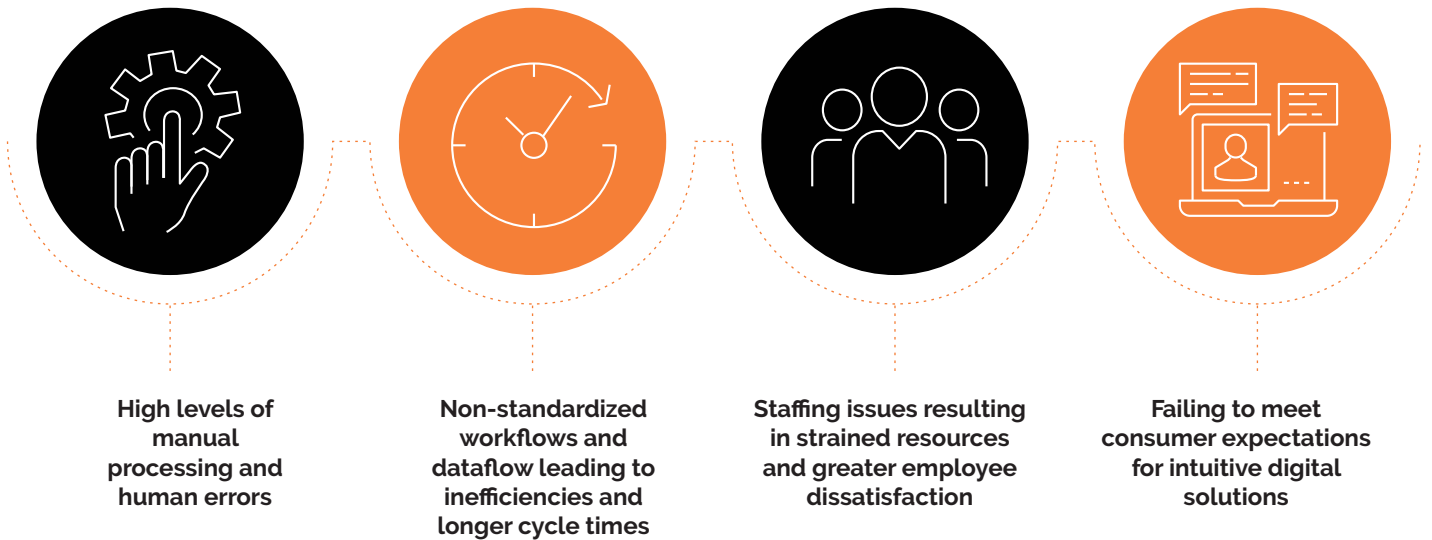 High levels of
manual
processing and
human errors
Non-standardized
workflows and
dataflow leading to
inefficiencies and
longer cycle times
Staffing issues resulting
in strained resources
and greater employee
dissatisfaction
Failing to meet
consumer expectations
for intuitive digital
solutions